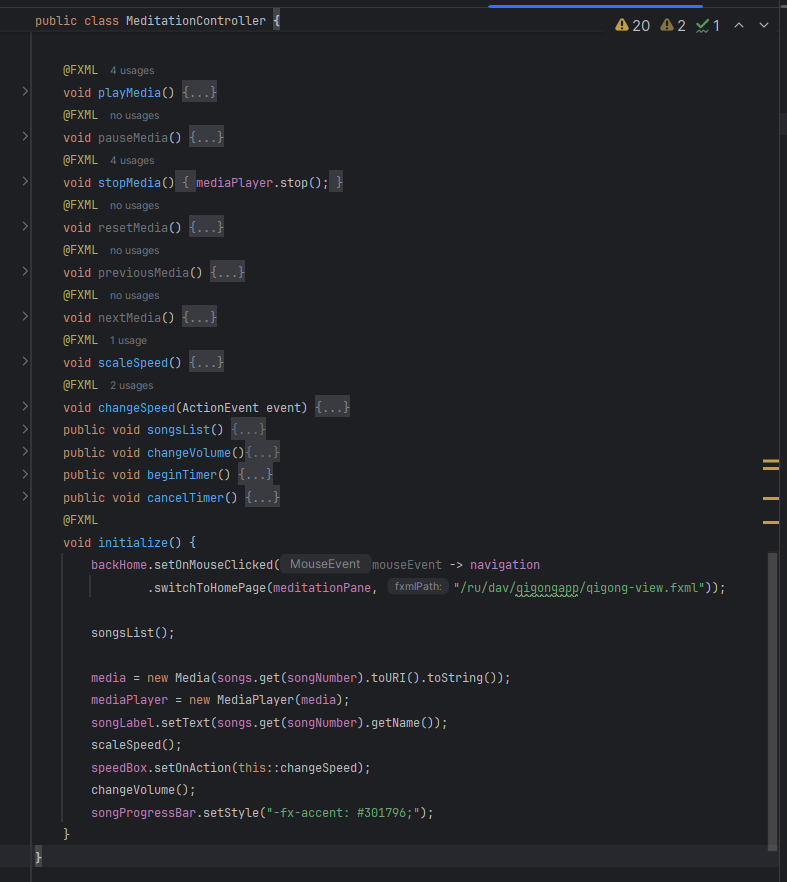 public class MeditationController {
20 2 1
@FXML 4 usages
void playMedia() {...}
@FXML no usages
void pauseMedia() {...}
@FXML 4 usages
void stopMedia() { mediaPlayer.stop(); }
@FXML no usages
void resetMedia() {...}
@FXML no usages
void previousMedia() {...}
@FXML no usages
void nextMedia() {...}
@FXML 1 usage
void scaleSpeed() {...}
@FXML 2 usages
void changeSpeed(ActionEvent event) {...}
public void songsList() {...}
public void changeVolume(){...}
public void beginTimer() {...}
public void cancelTimer() {...}
@FXML
void initialize() {
backHome.setOnMouseClicked( MouseEvent mouseEvent -> navigation
.switchToHomePage(meditationPane, fxmlPath: "/ru/dav/qigongapp/qigong-view.fxml"));
songsList();
media = new Media(songs.get(songNumber).toURI().toString());
mediaPlayer = new MediaPlayer(media);
songLabel.setText(songs.get(songNumber).getName());
scaleSpeed();
speedBox.setOnAction(this::changeSpeed);
changeVolume();
songProgressBar.setStyle("-fx-accent: #301796;");
}
}